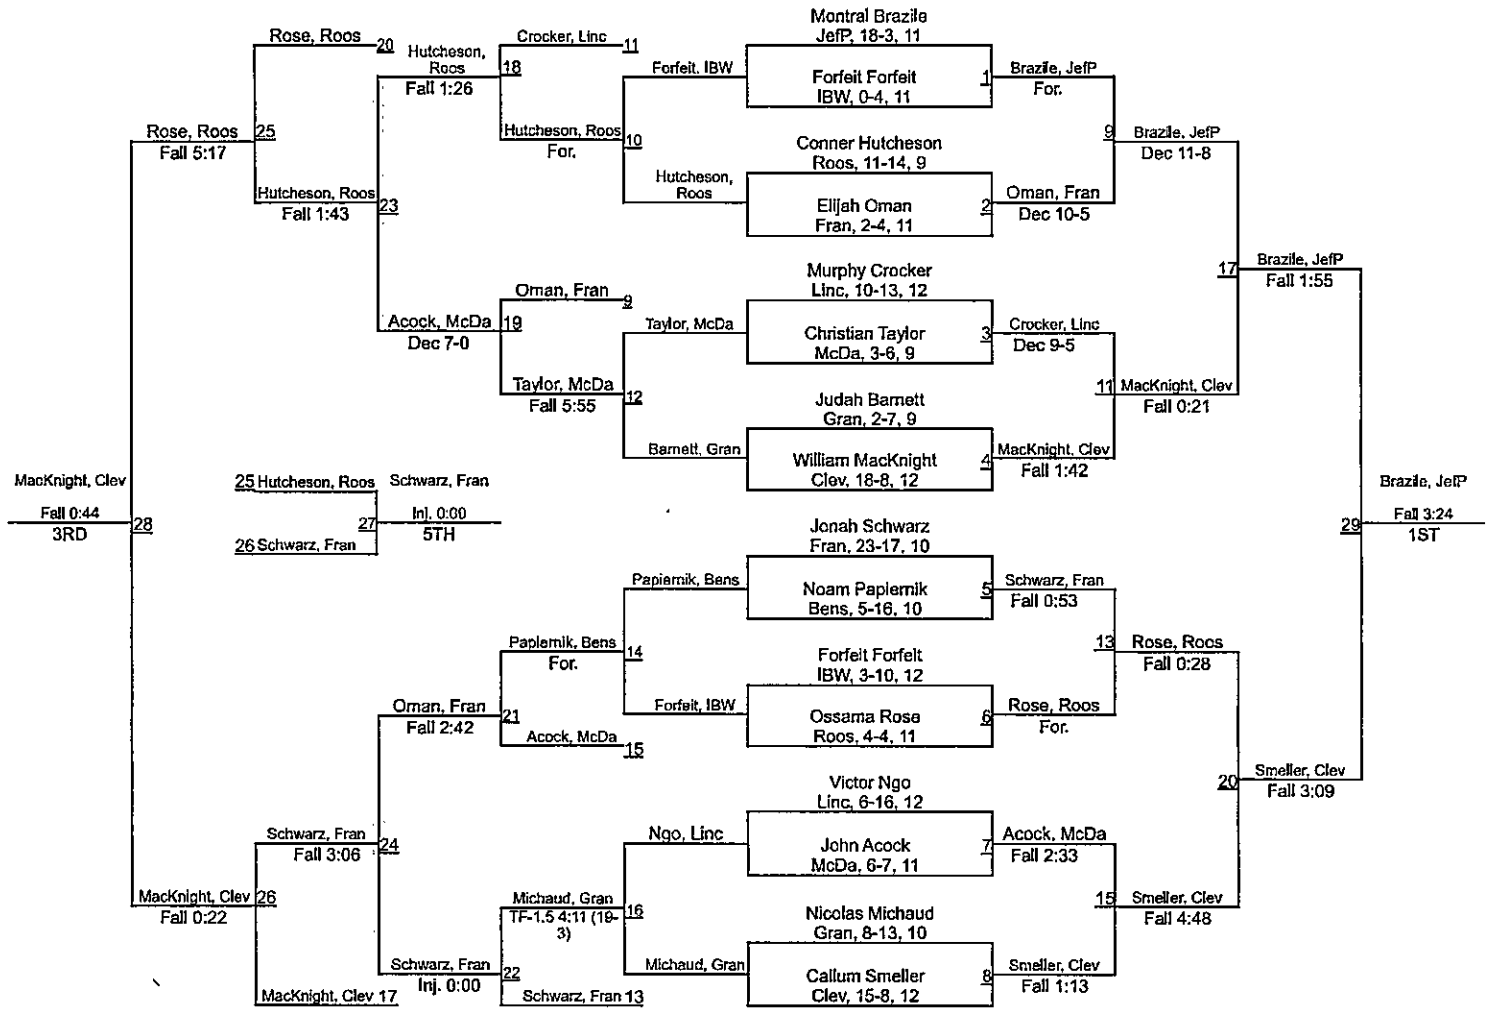 Montral Brazile
JefP, 18-3, 11
Forfeit Forfeit
IBW, 0-4, 11
1
Conner Hutcheson
Roos, 11-14, 9
Elijah Oman
Fran, 2-4, 11
2
Murphy Crocker
Linc, 10-13, 12
Christian Taylor
McDa, 3-6, 9
3
Judah Barnett
Gran, 2-7, 9
William MacKnight
Clev, 18-8, 12
4
Jonah Schwarz
Fran, 23-17, 10
Noam Papiernik
Bens, 5-16, 10
5
Forfeit Forfeit
IBW, 3-10, 12
Ossama Rose
Roos, 4-4, 11
6
Victor Ngo
Linc, 6-16, 12
John Acock
McDa, 6-7, 11
7
Nicolas Michaud
Gran, 8-13, 10
Callum Smeller
Clev, 15-8, 12
8
Brazile, JefP
For.
Oman, Fran
Dec 10-5
Crocker, Linc
Dec 9-5
MacKnight, Clev
Fall 1:42
Schwarz, Fran
Fall 0:53
Rose, Roos
For.
Acock, McDa
Fall 2:33
Smeller, Clev
Fall 1:13
9
Brazile, JefP
Dec 11-8
11
MacKnight, Clev
Fall 0:21
13
Rose, Roos
Fall 0:28
15
Smeller, Clev
Fall 4:48
17
Brazile, JefP
Fall 1:55
20
Smeller, Clev
Fall 3:09
29
Brazile, JefP
Fall 3:24
1ST
Forfeit, IBW
Hutcheson,
Roos
10
Taylor, McDa
Barnett, Gran
12
Papiernik, Bens
Forfeit, IBW
14
Ngo, Linc
Michaud, Gran
16
Crocker, Linc
11
Hutcheson, Roos
For.
18
Oman, Fran
9
Taylor, McDa
Fall 5:55
19
Papiernik, Bens
For.
Acock, McDa
15
21
Michaud, Gran
TF-1.5 4:11 (19-
3)
Schwarz, Fran 13
22
Hutcheson,
Roos
Fall 1:26
Acock, McDa
Dec 7-0
23
Oman, Fran
Fall 2:42
Schwarz, Fran
Inj. 0:00
24
Rose, Roos
20
Hutcheson, Roos
Fall 1:43
25
Schwarz, Fran
Fall 3:06
MacKnight, Clev 17
26
Rose, Roos
Fall 5:17
MacKnight, Clev
Fall 0:22
28
MacKnight, Clev
Fall 0:44
3RD
25 Hutcheson, Roos
26 Schwarz, Fran
27
Schwarz, Fran
Inj. 0:00
5TH